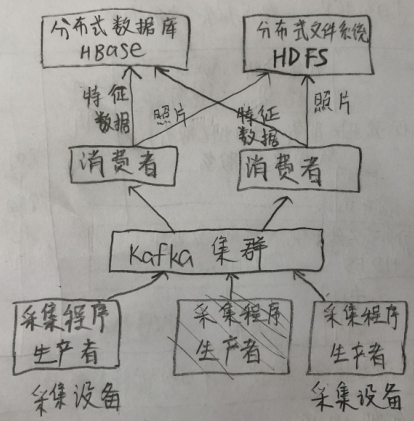 分布式数据库
HBase
分布式文件系统
HDFS
特征
数据
照片
特征
数据
照片
消费者
消费者
Kafka 集群
采集程序
生产者
采集程序
生产者
采集程序
生产者
采集设备
采集设备